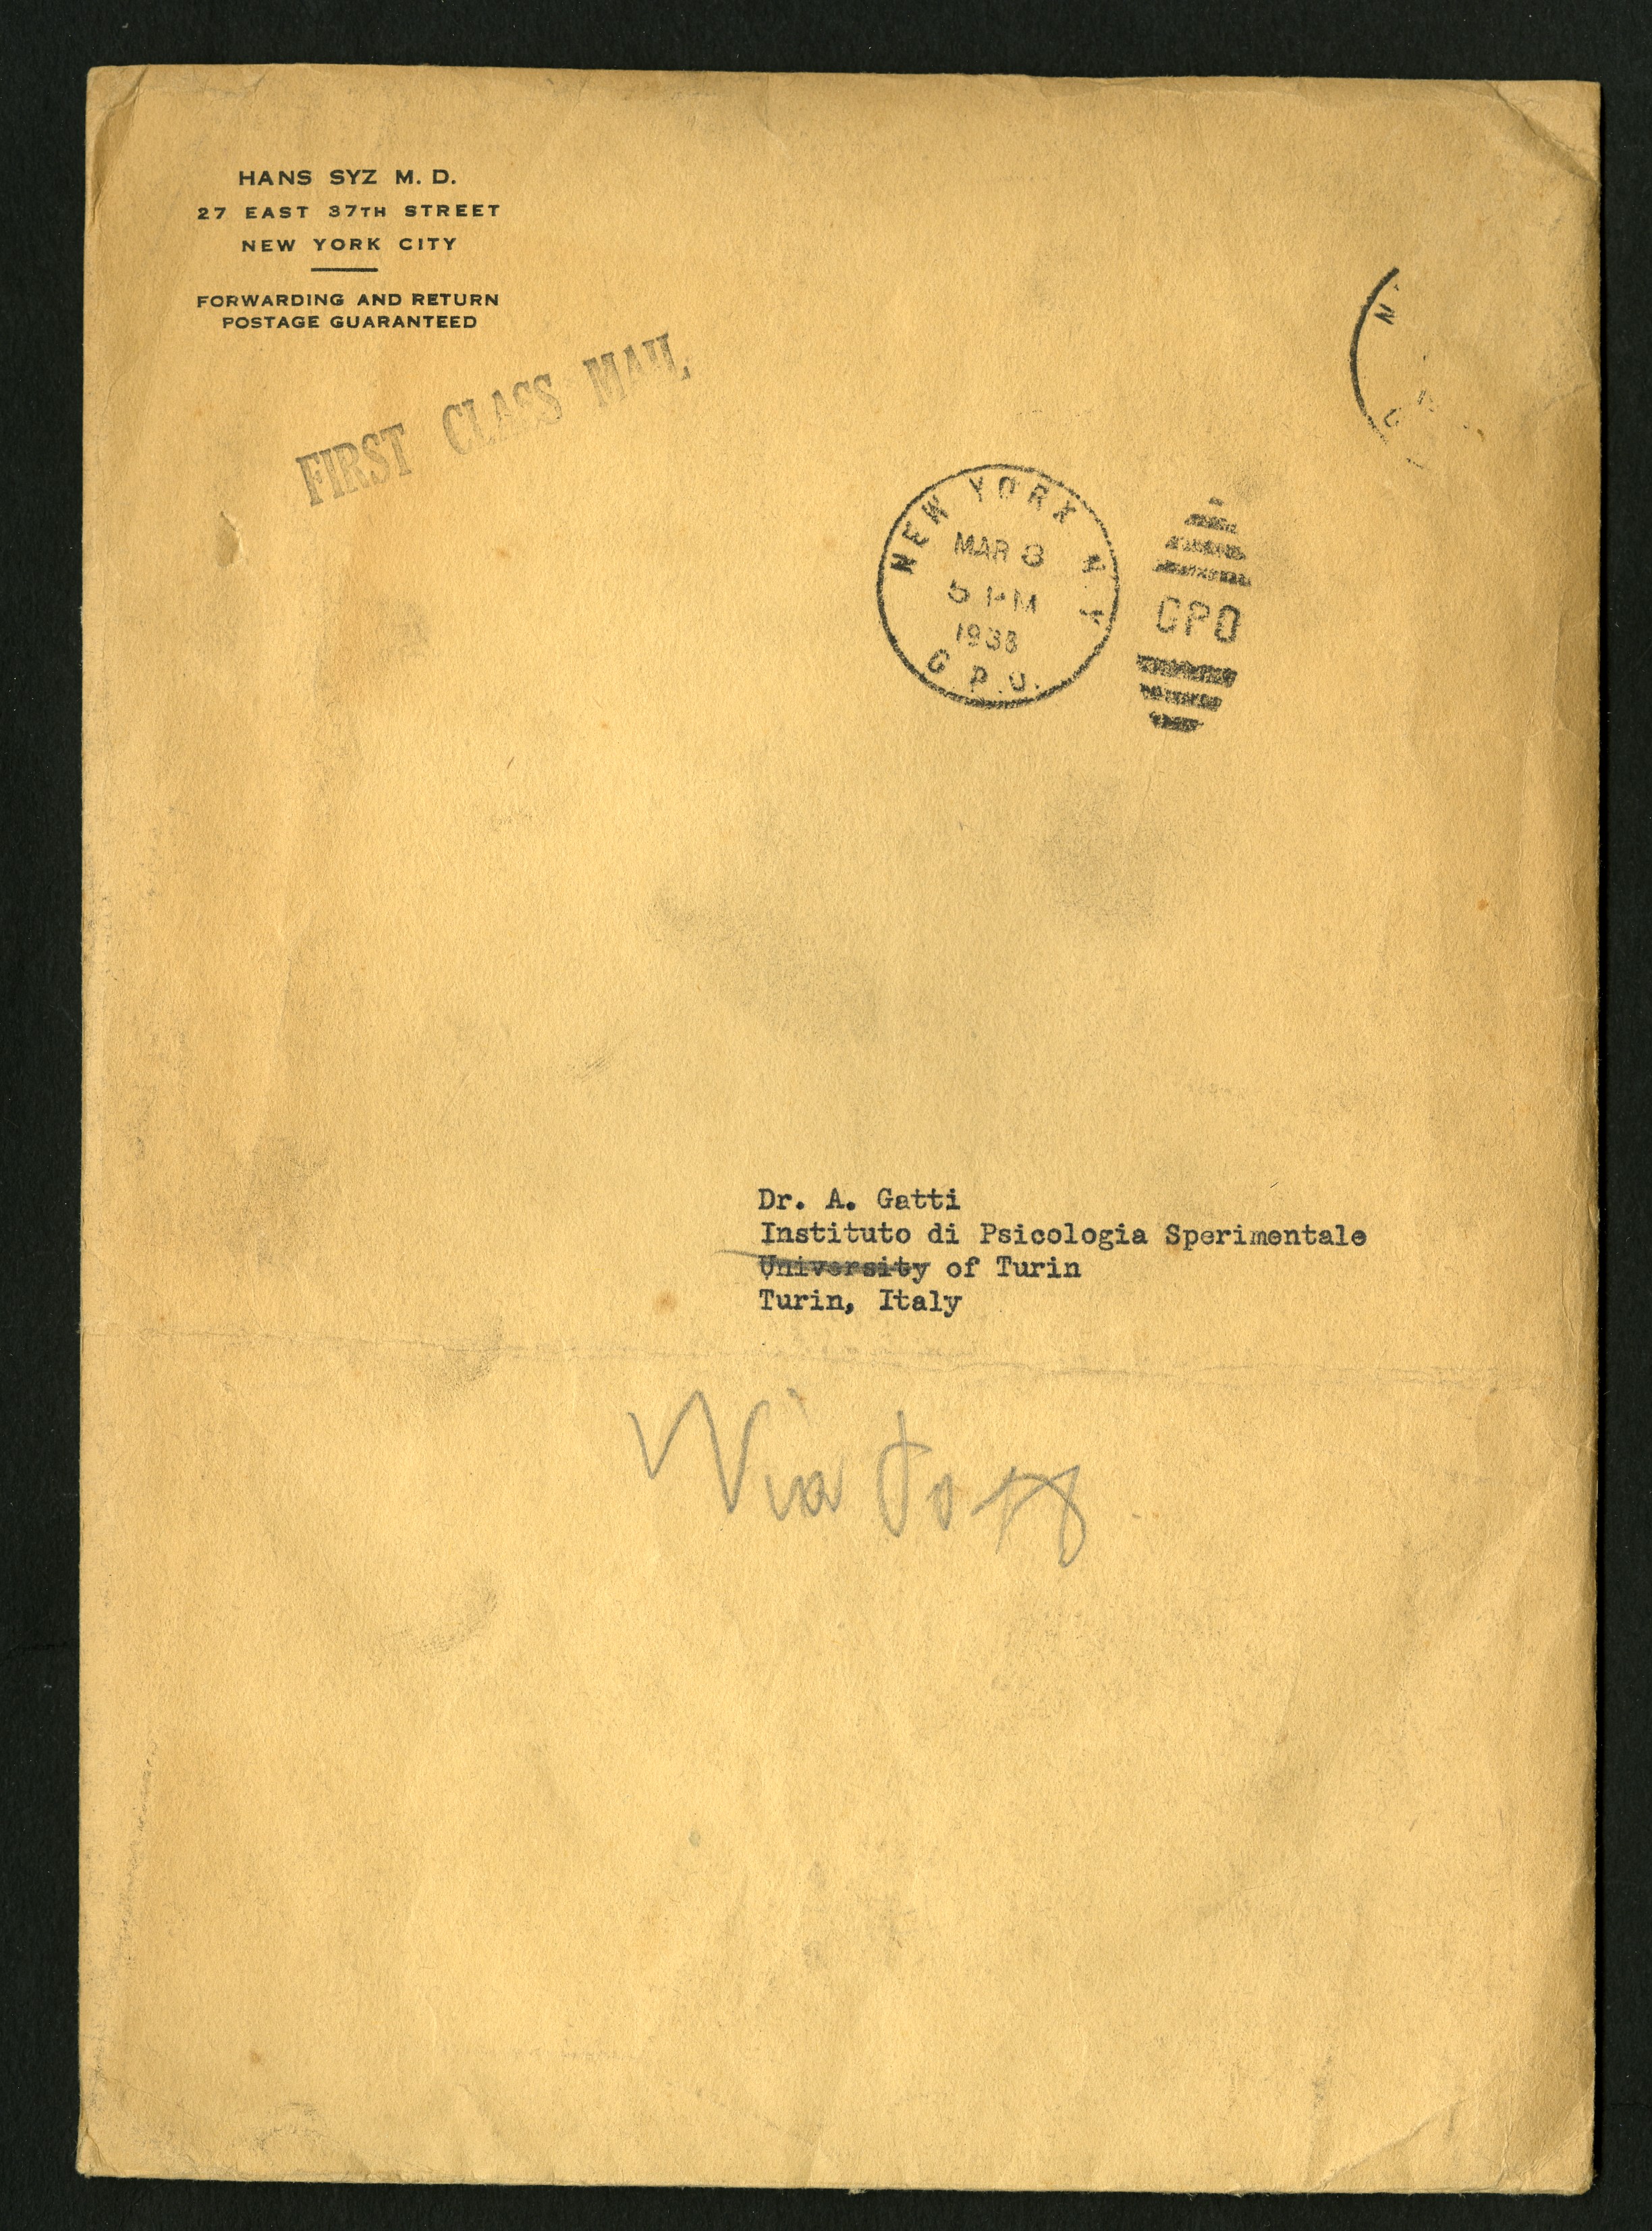 HANS SYZ M. D.
27 EAST 37TH STREET
NEW YORK CITY
FORWARDING AND RETURN
POSTAGE GUARANTEED
FIRST CLASS MAIL
N
NEW YORK N.Y.
MAR 8
5 PM
1938
G.P.O.
GPO
Dr. A. Gatti
Instituto di Psicologia Sperimentale
University of Turin
Turin, Italy
Via